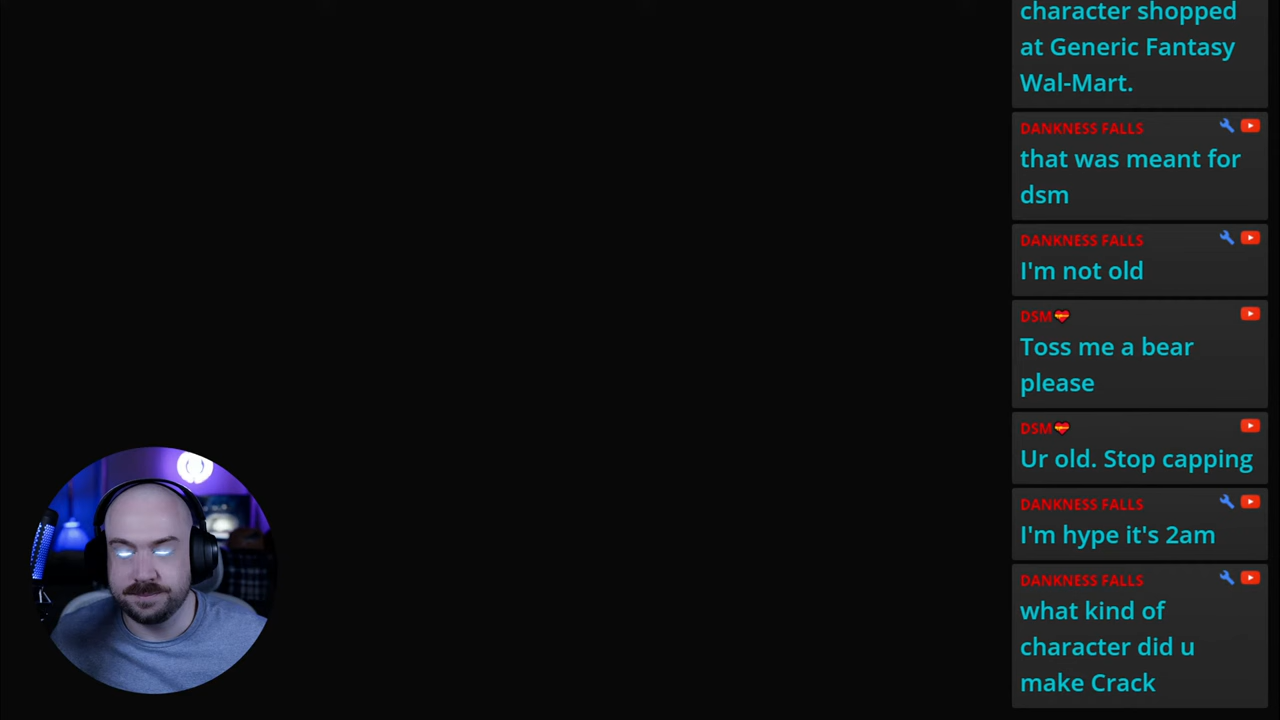 character shopped
at Generic Fantasy
Wal-Mart.
DANKNESS FALLS
that was meant for
dsm
DANKNESS FALLS
I'm not old
DSM
Toss me a bear
please
DSM
Ur old. Stop capping
DANKNESS FALLS
I'm hype it's 2am
DANKNESS FALLS
what kind of
character did u
make Crack